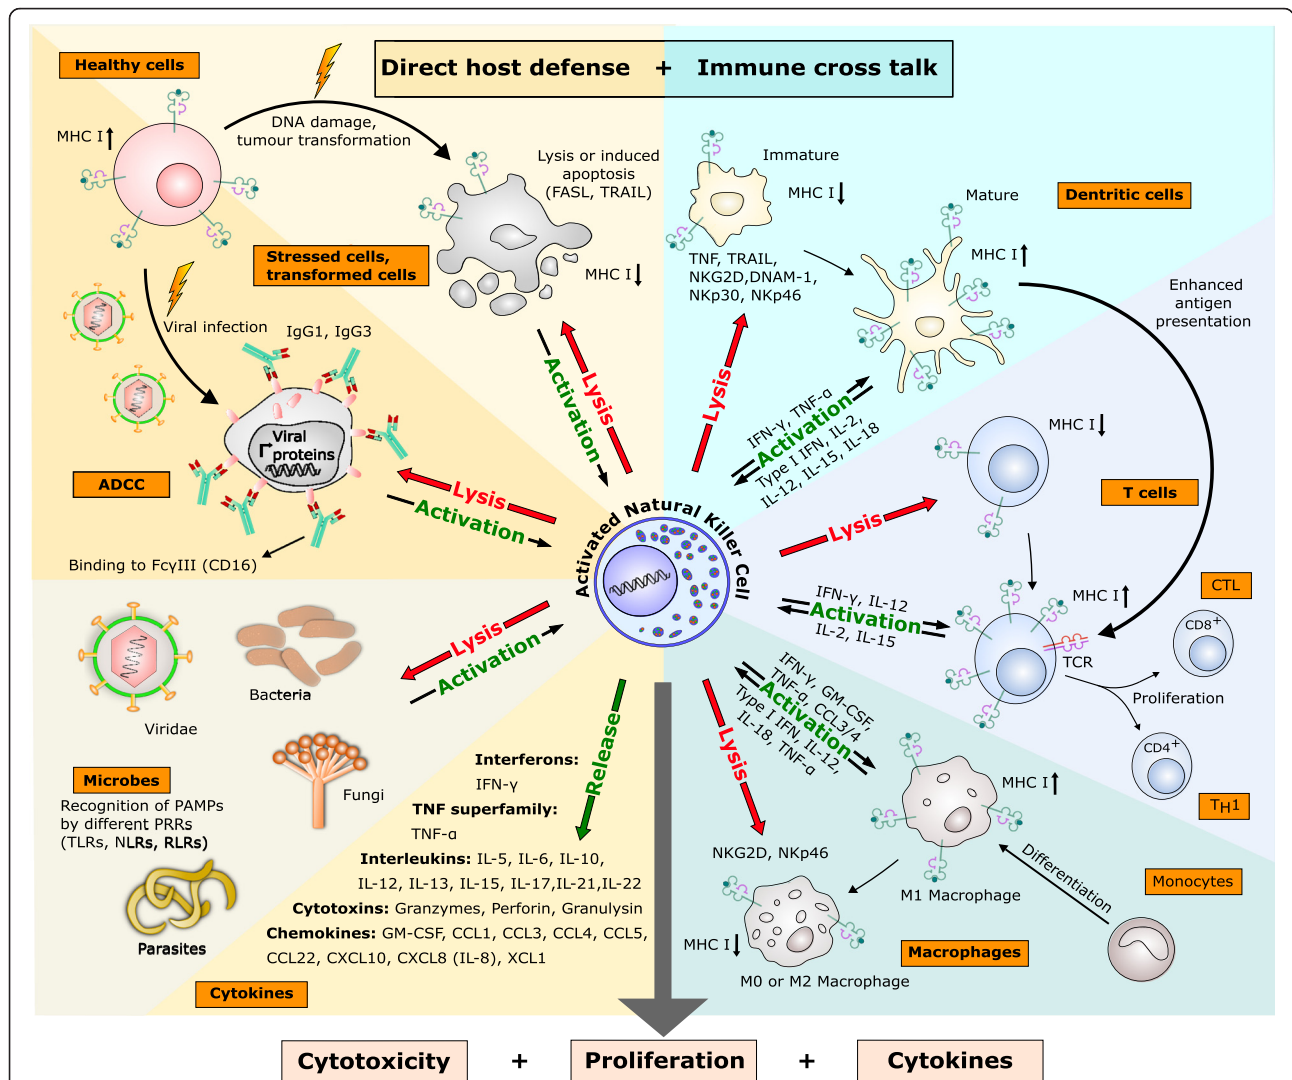 Direct host defense + Immune cross talk
Healthy cells
MHC I
DNA damage,
tumour transformation
Lysis or induced
apoptosis
(FASL, TRAIL)
Stressed cells,
transformed cells
MHC I
Viral infection
IgG1, IgG3
Viral
proteins
ADCC
Binding to FcγIII (CD16)
Lysis
Activation
Lysis
Activation
Immature
MHC I
Dentritic cells
Mature
MHC I
TNF, TRAIL,
NKG2D,DNAM-1,
NKp30, NKp46
Enhanced
antigen
presentation
Lysis
IFN-γ, TNF-α
Activation
Type I IFN, IL-2,
IL-12, IL-15, IL-18
MHC I
T cells
Lysis
Activated Natural Killer Cell
IFN-γ, IL-12
Activation
IL-2, IL-15
MHC I
TCR
CTL
CD8+
Proliferation
CD4+
TH1
Lysis
Activation
Viridae
Bacteria
Fungi
Microbes
Recognition of PAMPs
by different PRRs
(TLRs, NLRs, RLRs)
Parasites
Release
Interferons:
IFN-γ
TNF superfamily:
TNF-α
Interleukins: IL-5, IL-6, IL-10,
IL-12, IL-13, IL-15, IL-17,IL-21,IL-22
Cytotoxins: Granzymes, Perforin, Granulysin
Chemokines: GM-CSF, CCL1, CCL3, CCL4, CCL5,
CCL22, CXCL10, CXCL8 (IL-8), XCL1
Cytokines
Lysis
IFN-γ, GM-CSF,
TNF-α, CCL3/4
Activation
Type I IFN, IL-12,
IL-18, TNF-α
MHC I
NKG2D, NKp46
M1 Macrophage
Differentiation
Monocytes
MHC I
M0 or M2 Macrophage
Macrophages
Cytotoxicity + Proliferation + Cytokines